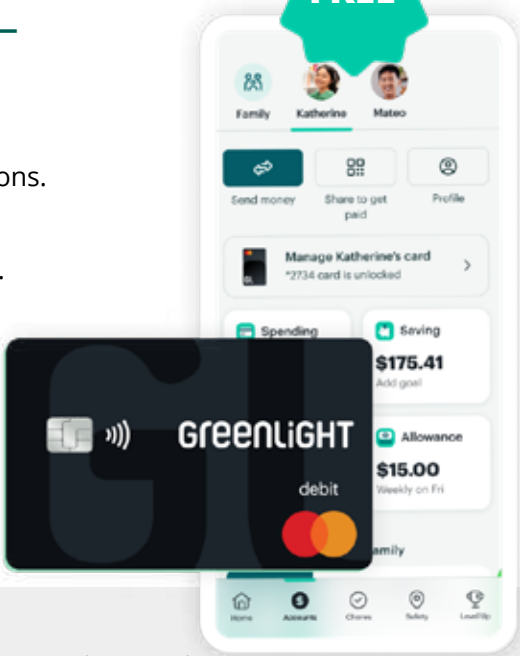 FREE
Family Katherine Mateo
ons.
Send money Share to get paid Profile
.
Manage Katherine's card
*2734 card is unlocked
Spending Saving
$175.41
Add goal
GREENLIGHT
Allowance
$15.00
debit
Weekly on Fri
amily
Home Accounts Chores Safety Level Up